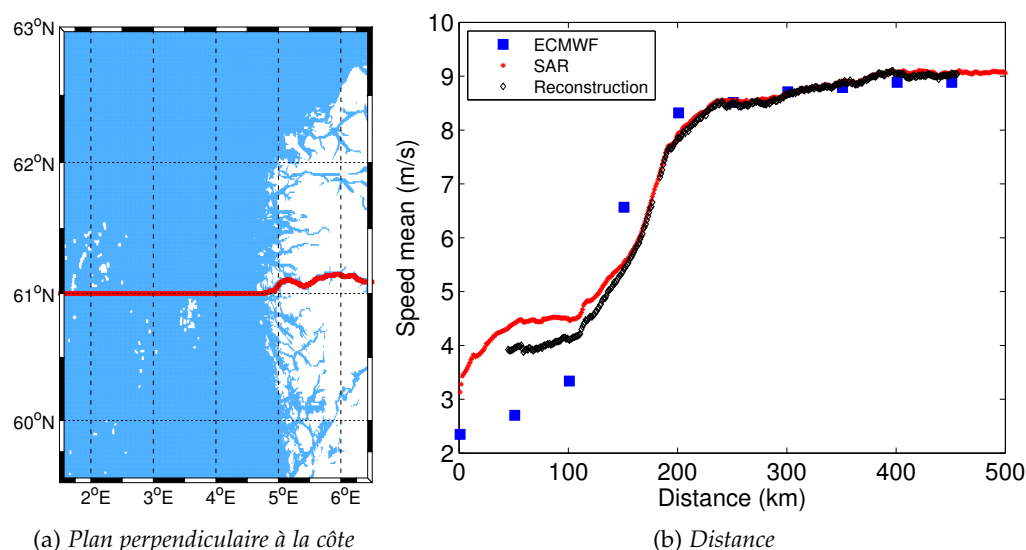 63°N
62°N
61°N
60°N
2°E 3°E 4°E 5°E 6°E
(a) Plan perpendiculaire à la côte
10
9
8
7
6
5
4
3
2
Speed mean (m/s)
ECMWF
SAR
Reconstruction
0 100 200 300 400 500
Distance (km)
(b) Distance